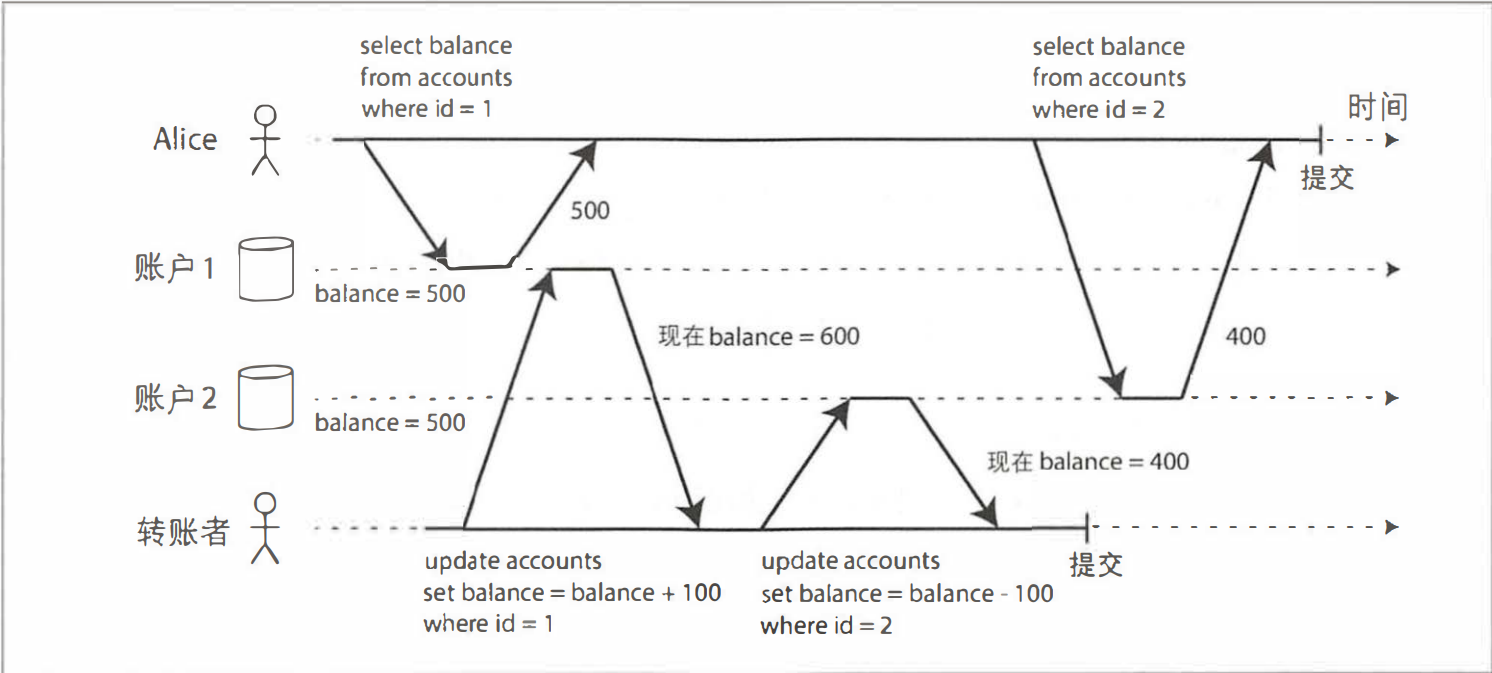 select balance
from accounts
where id = 1
select balance
from accounts
where id = 2
时间
Alice
提交
500
账户 1
balance = 500
现在 balance = 600
400
账户 2
balance = 500
现在 balance = 400
转账者
提交
update accounts
set balance = balance + 100
where id = 1
update accounts
set balance = balance - 100
where id = 2